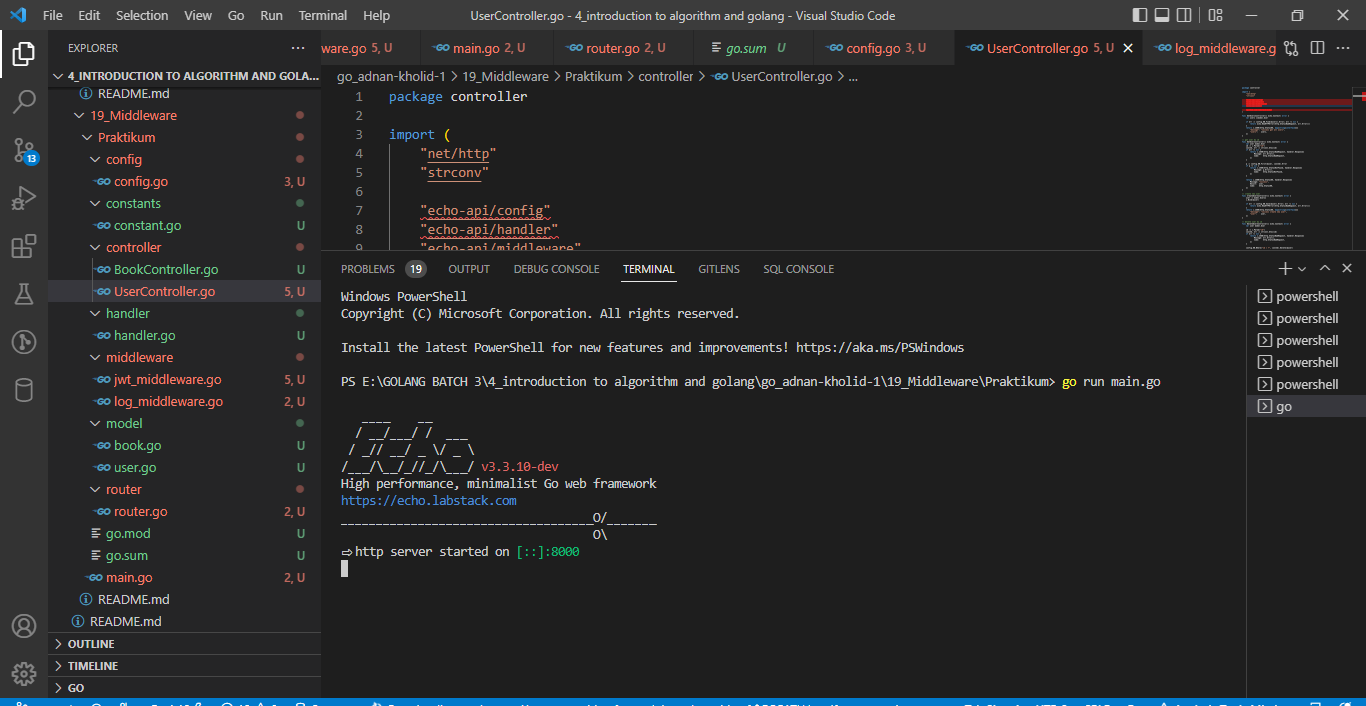 File Edit Selection View Go Run Terminal Help
UserController.go - 4_introduction to algorithm and golang - Visual Studio Code
EXPLORER
4_INTRODUCTION TO ALGORITHM AND GOLA...
README.md
19_Middleware
Praktikum
config
config.go 3, U
constants
constant.go U
controller
BookController.go U
UserController.go 5, U
handler
handler.go U
middleware
jwt_middleware.go 5, U
log_middleware.go 2, U
model
book.go U
user.go U
router
router.go 2, U
go.mod U
go.sum U
main.go 2, U
README.md
README.md
OUTLINE
TIMELINE
GO
13
ware.go 5, U
main.go 2, U
router.go 2, U
go.sum U
config.go 3, U
UserController.go 5, U
log_middleware.g
go_adnan-kholid-1 > 19_Middleware > Praktikum > controller > UserController.go > ...
1 package controller
2
3 import (
4 "net/http"
5 "strconv"
6
7 "echo-api/config"
8 "echo-api/handler"
9 "echo-api/middleware"
PROBLEMS 19 OUTPUT DEBUG CONSOLE TERMINAL GITLENS SQL CONSOLE
Windows PowerShell
Copyright (C) Microsoft Corporation. All rights reserved.
Install the latest PowerShell for new features and improvements! https://aka.ms/PSWindows
PS E:\GOLANG BATCH 3\4_introduction to algorithm and golang\go_adnan-kholid-1\19_Middleware\Praktikum> go run main.go
   ____    __
  / __/___/ /  ___
 / _// __/ _ \/ _ \
/___/\__/_//_/\___/ v3.3.10-dev
High performance, minimalist Go web framework
https://echo.labstack.com
____________________________________O/_______
                                    O\
⇨ http server started on [::]:8000
powershell
powershell
powershell
powershell
powershell
go